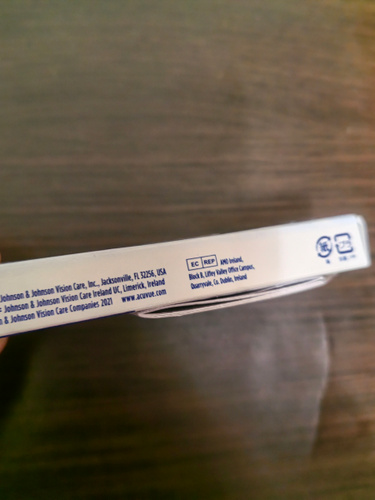 Johnson & Johnson Vision Care, Inc., Jacksonville, FL 32256, USA
Johnson & Johnson Vision Care Ireland UC, Limerick, Ireland
& Johnson Vision Care Companies 2021 www.acuvue.com
EC REP AMO Ireland,
Block B, Liffey Valley Office Campus,
Quarryvale, Co. Dublin, Ireland